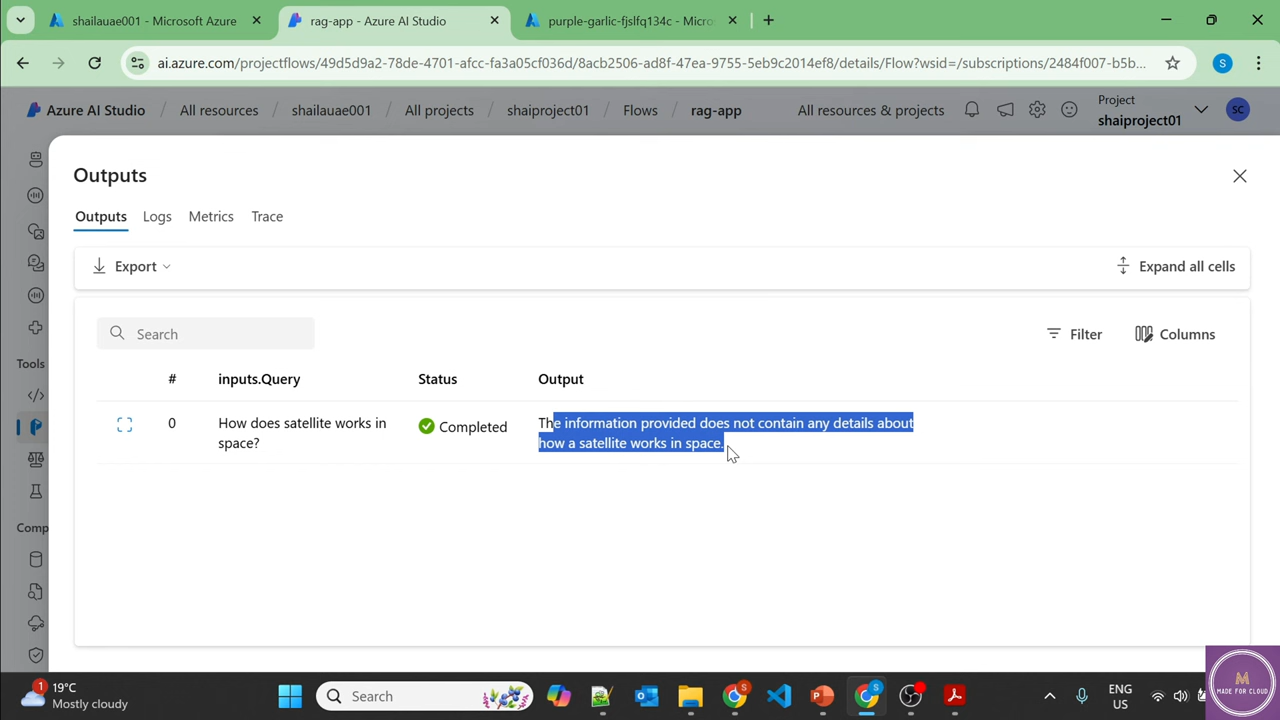 shailauae001 - Microsoft Azure
rag-app - Azure AI Studio
purple-garlic-fjslfq134c - Micro
ai.azure.com/projectflows/49d5d9a2-78de-4701-afcc-fa3a05cf036d/8acb2506-ad8f-47ea-9755-5eb9c2014ef8/details/Flow?wsid=/subscriptions/2484f007-b5b...
S
Azure AI Studio / All resources / shailauae001 / All projects / shaiproject01 / Flows / rag-app
All resources & projects
Project
shaiproject01
SC
Outputs
Outputs Logs Metrics Trace
Export
Expand all cells
Search
Filter
Columns
# inputs.Query Status Output
0 How does satellite works in space? Completed The information provided does not contain any details about
how a satellite works in space.
Tools
Comp
1
19°C
Mostly cloudy
Search
S
S
ENG
US
M
MADE FOR CLOUD